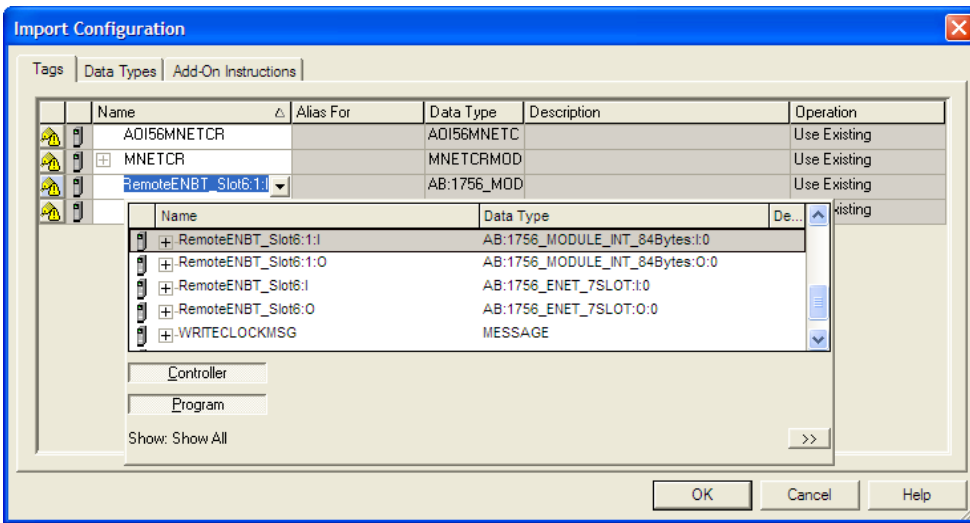 Import Configuration
Tags Data Types Add-On Instructions
Name Alias For Data Type Description Operation
AOI56MNETCR AOI56MNETC Use Existing
MNETCR MNETCRMOD Use Existing
RemoteENBT_Slot6:1:I AB:1756_MOD Use Existing
Existing
Name Data Type De...
RemoteENBT_Slot6:1:I AB:1756_MODULE_INT_84Bytes:I:0
RemoteENBT_Slot6:1:O AB:1756_MODULE_INT_84Bytes:O:0
RemoteENBT_Slot6:I AB:1756_ENET_7SLOT:I:0
RemoteENBT_Slot6:O AB:1756_ENET_7SLOT:O:0
WRITECLOCKMSG MESSAGE
Controller
Program
Show: Show All >>
OK Cancel Help